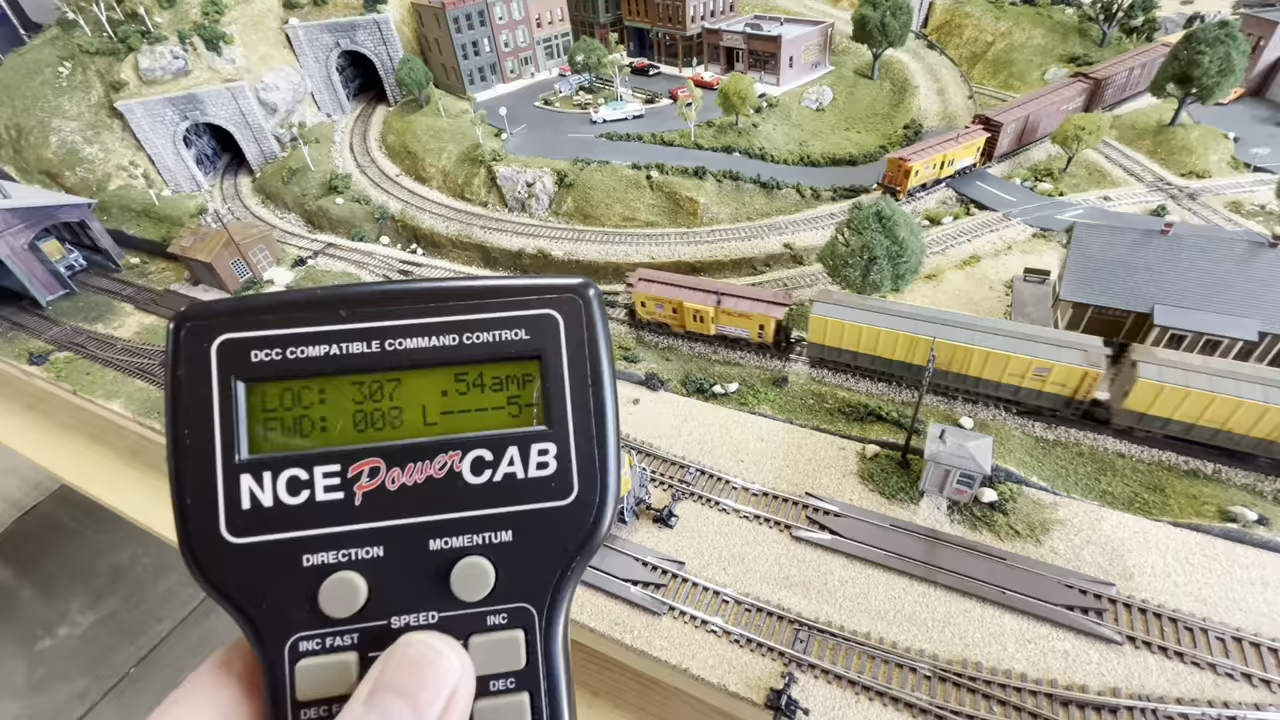 DCC COMPATIBLE COMMAND CONTROL
LOC: 307 .54amp
FWD: 008 L----5-
NCE Power CAB
DIRECTION
MOMENTUM
SPEED
INC FAST
INC
DEC
DEC F